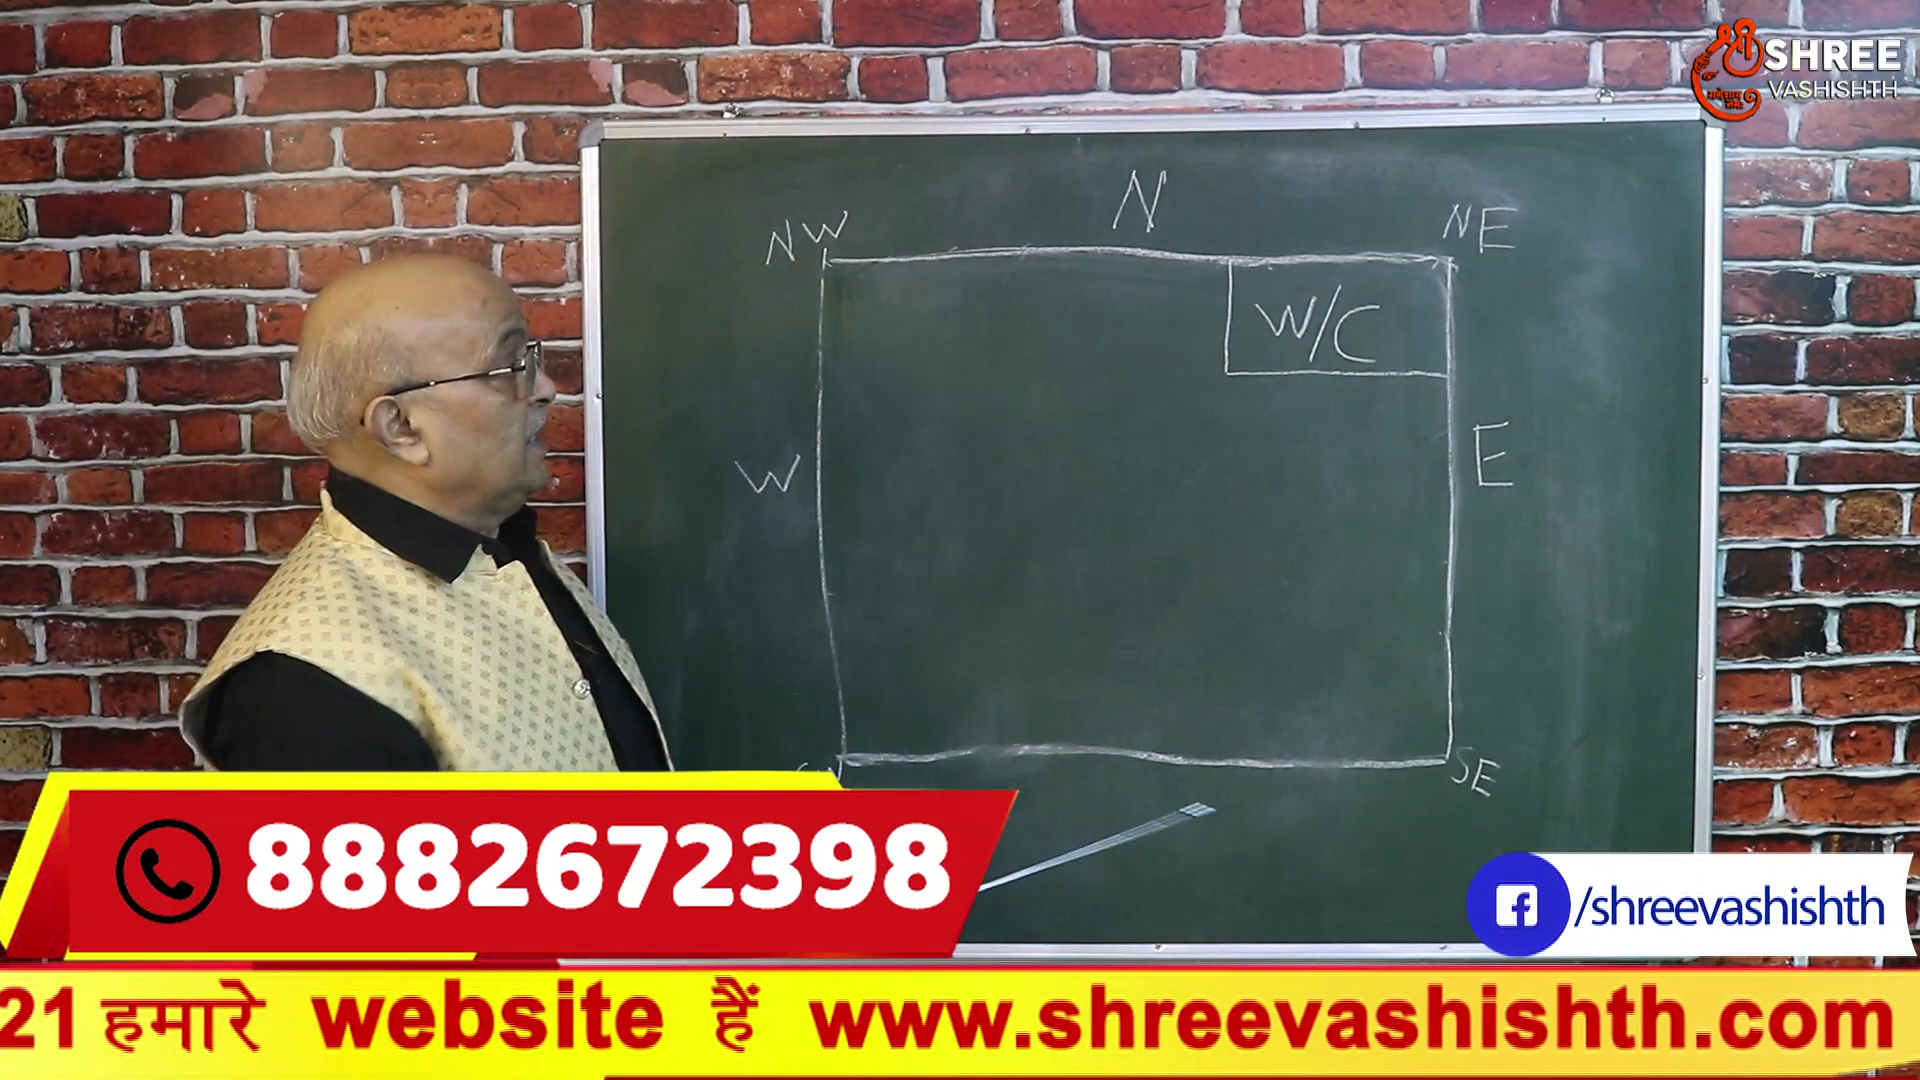 श्री SHREE
VASHISHTH
N
NW
NE
W/C
W
E
SE
8882672398
/shreevashishth
21 हमारे website हैं www.shreevashishth.com